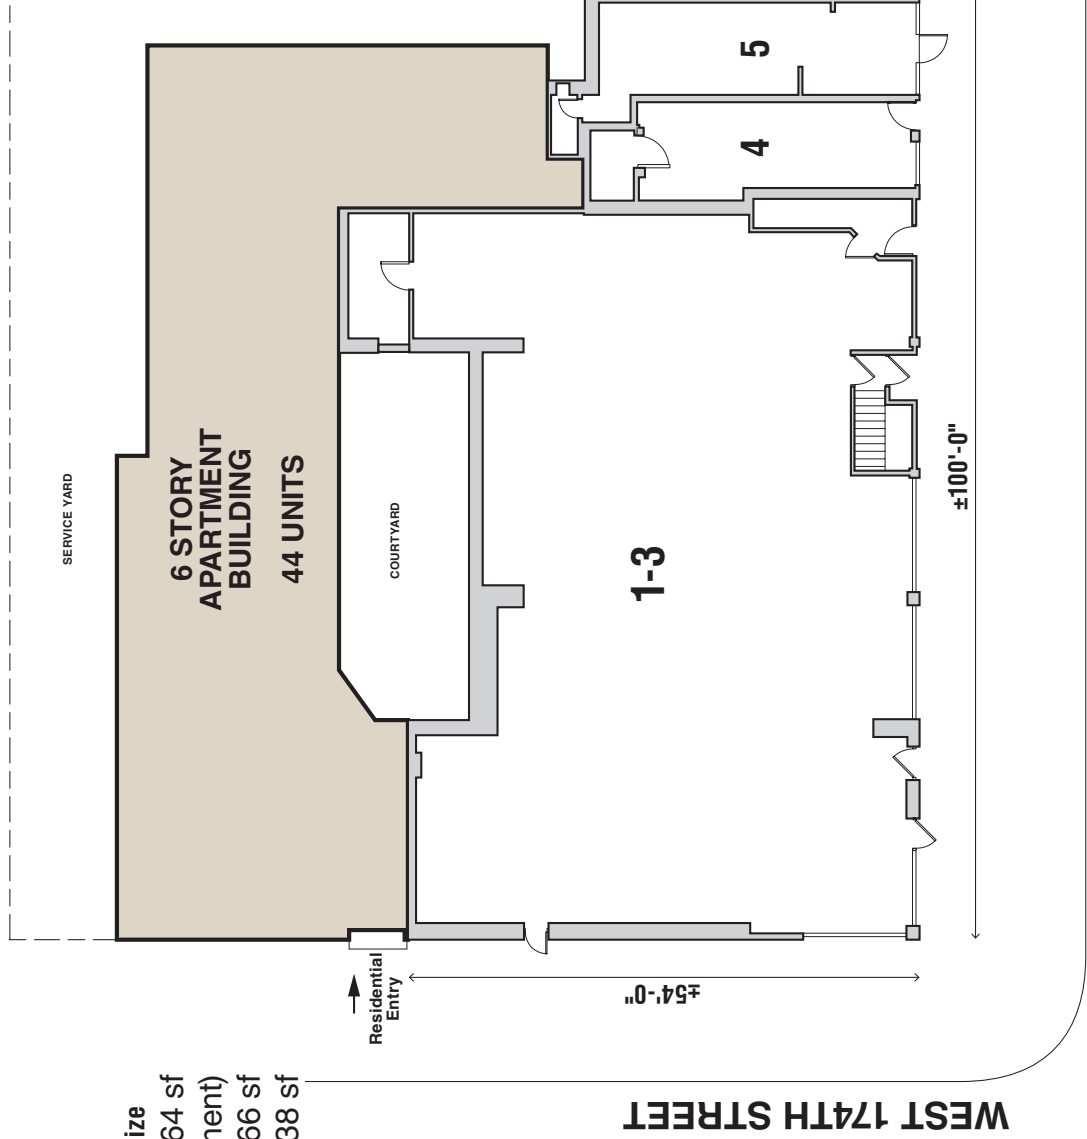 SERVICE YARD
6 STORY
APARTMENT
BUILDING
44 UNITS
COURTYARD
1-3
4
5
±100'-0"
±54'-0"
Residential
Entry
WEST 174TH STREET
ize
64 sf
nent)
66 sf
38 sf